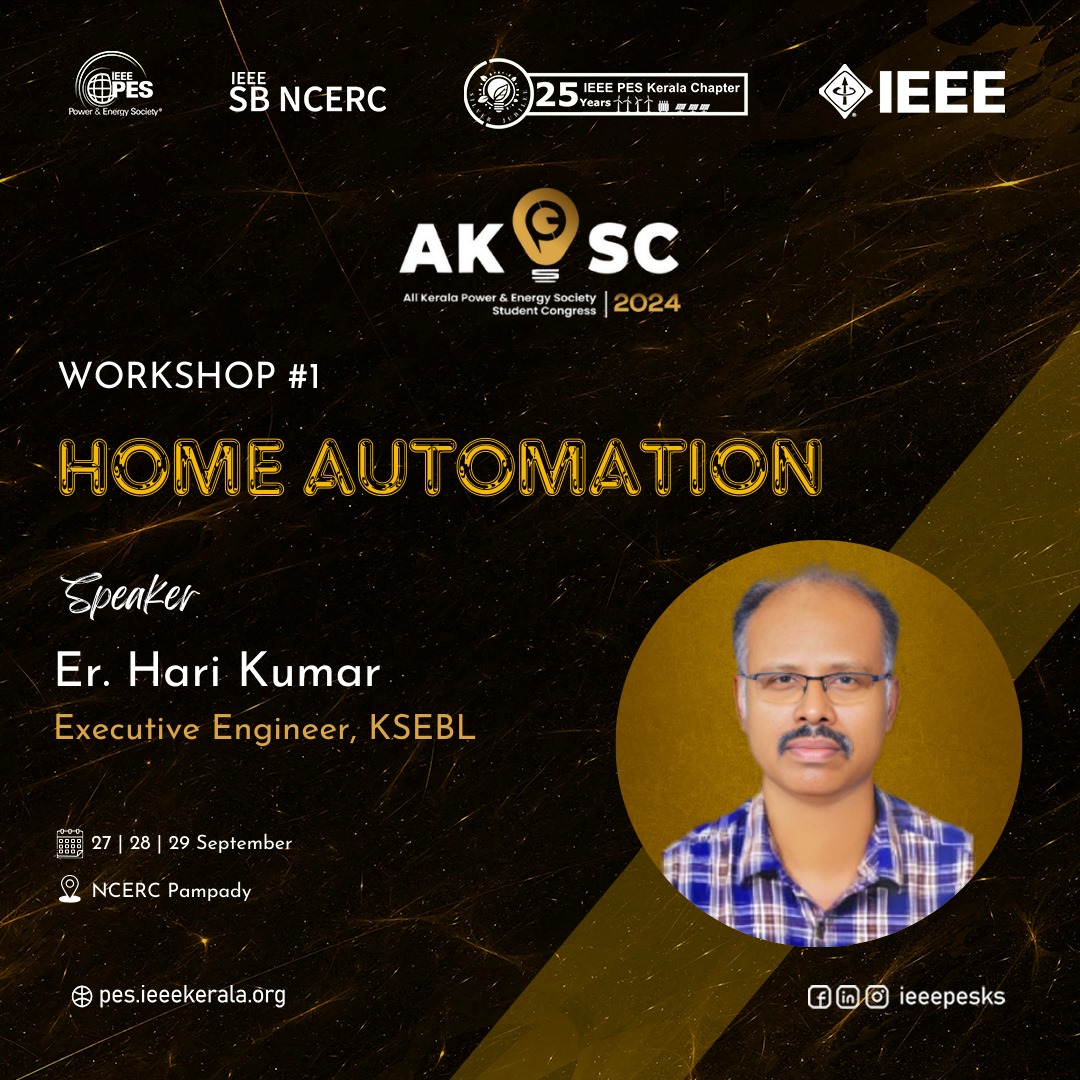 IEEE
PES
Power & Energy Society®
IEEE
SB NCERC
25 Years
IEEE PES Kerala Chapter
IEEE
AK PES SC
All Kerala Power & Energy Society
Student Congress
2024
WORKSHOP #1
HOME AUTOMATION
Speaker
Er. Hari Kumar
Executive Engineer, KSEBL
27 | 28 | 29 September
NCERC Pampady
pes.ieeekerala.org
ieeepesks